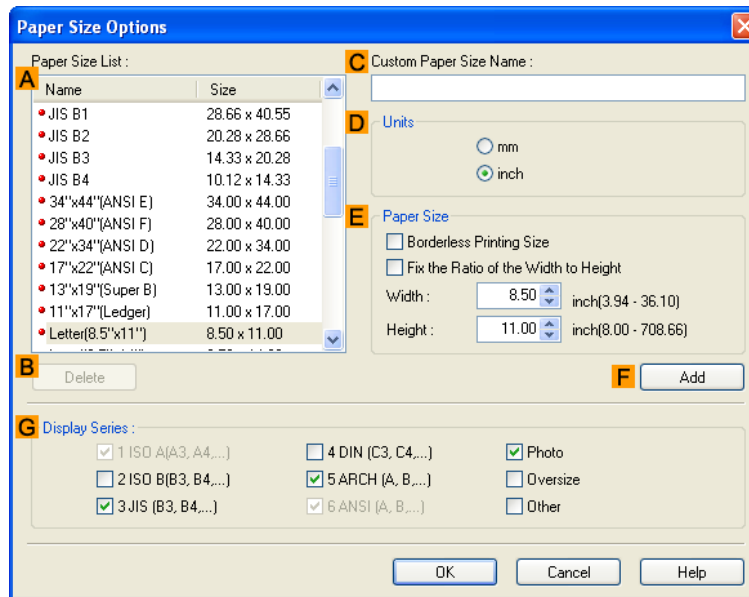 Paper Size Options
Paper Size List :
A
Name Size
JIS B1 28.66 x 40.55
JIS B2 20.28 x 28.66
JIS B3 14.33 x 20.28
JIS B4 10.12 x 14.33
34"x44"(ANSI E) 34.00 x 44.00
28"x40"(ANSI F) 28.00 x 40.00
22"x34"(ANSI D) 22.00 x 34.00
17"x22"(ANSI C) 17.00 x 22.00
13"x19"(Super B) 13.00 x 19.00
11"x17"(Ledger) 11.00 x 17.00
Letter(8.5"x11") 8.50 x 11.00
B
Delete
C Custom Paper Size Name :
D
Units
mm
inch
E
Paper Size
Borderless Printing Size
Fix the Ratio of the Width to Height
Width : 8.50 inch(3.94 - 36.10)
Height : 11.00 inch(8.00 - 708.66)
F Add
G Display Series :
1 ISO A(A3, A4,...) 4 DIN (C3, C4,...) Photo
2 ISO B(B3, B4,...) 5 ARCH (A, B,...) Oversize
3 JIS (B3, B4,...) 6 ANSI (A, B,...) Other
OK Cancel Help